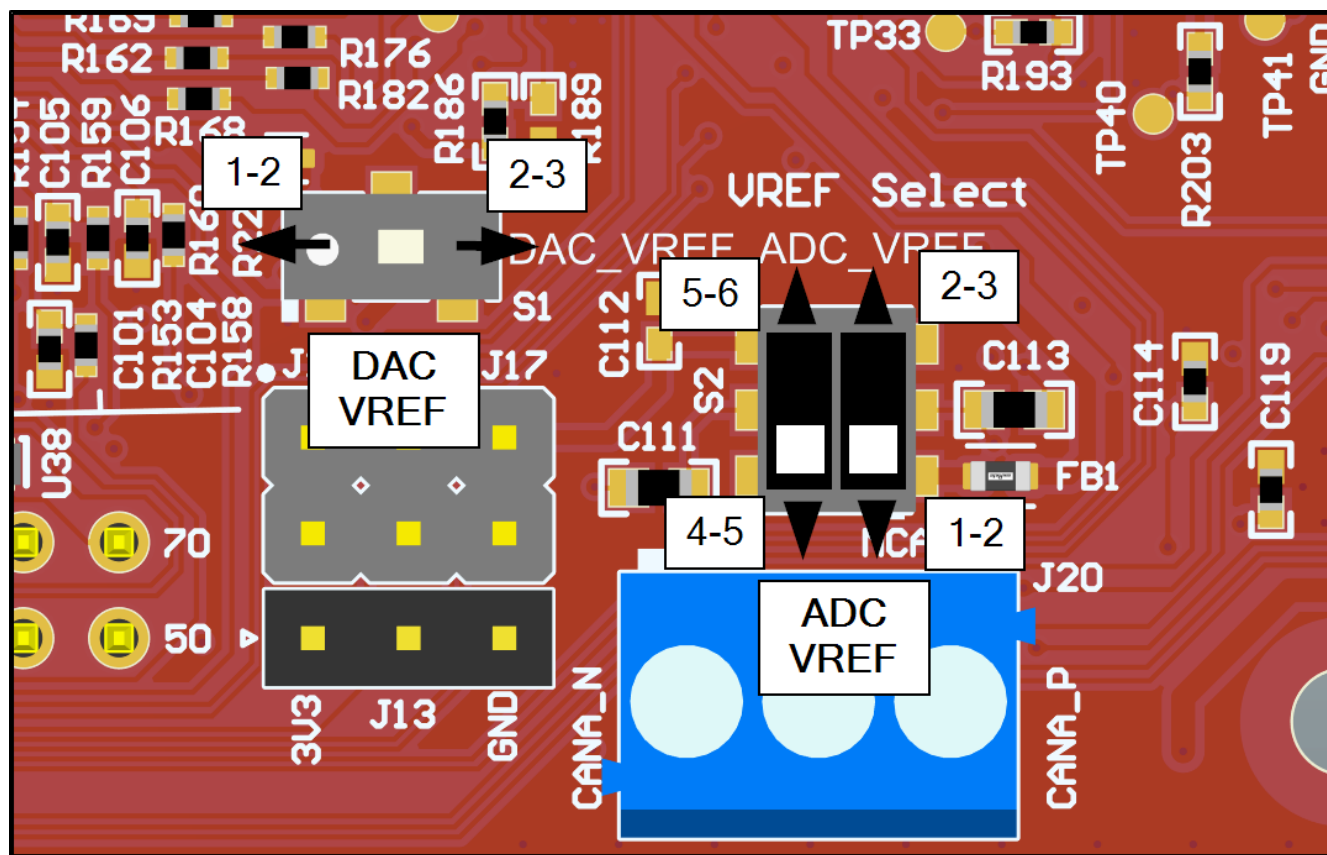 R169
R162
R176
R182
R168
R186
R189
TP33
R193
TP40
R203
TP41
GND
C105
R159
C106
R160
1-2
2-3
VREF Select
DAC_VREF
ADC_VREF
S1
5-6
2-3
C112
S2
C113
C114
C119
C101
R153
C104
R158
DAC
VREF
J17
U38
C111
FB1
4-5
1-2
J20
70
50
ADC
VREF
3V3
J13
GND
CANA_N
CANA_P